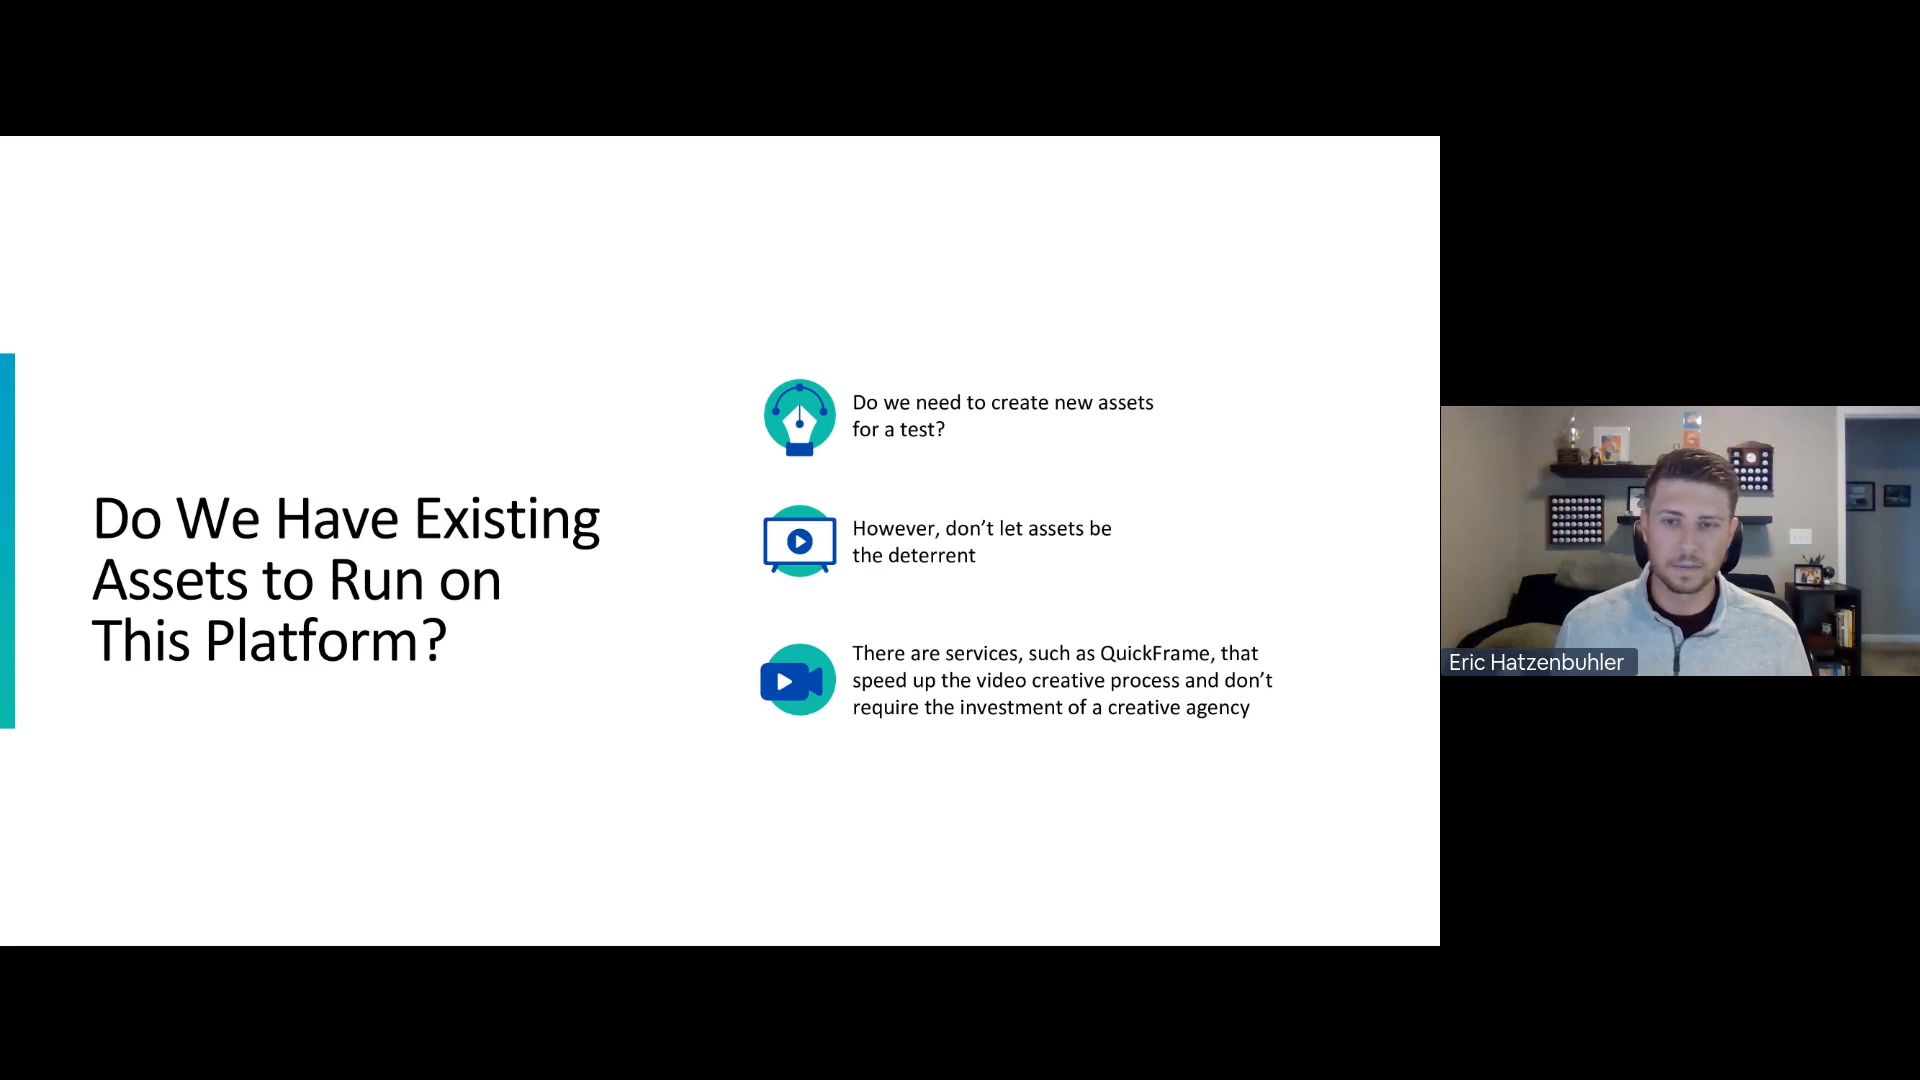 Do We Have Existing
Assets to Run on
This Platform?
Do we need to create new assets
for a test?
However, don’t let assets be
the deterrent
There are services, such as QuickFrame, that
speed up the video creative process and don’t
require the investment of a creative agency
Eric Hatzenbuhler